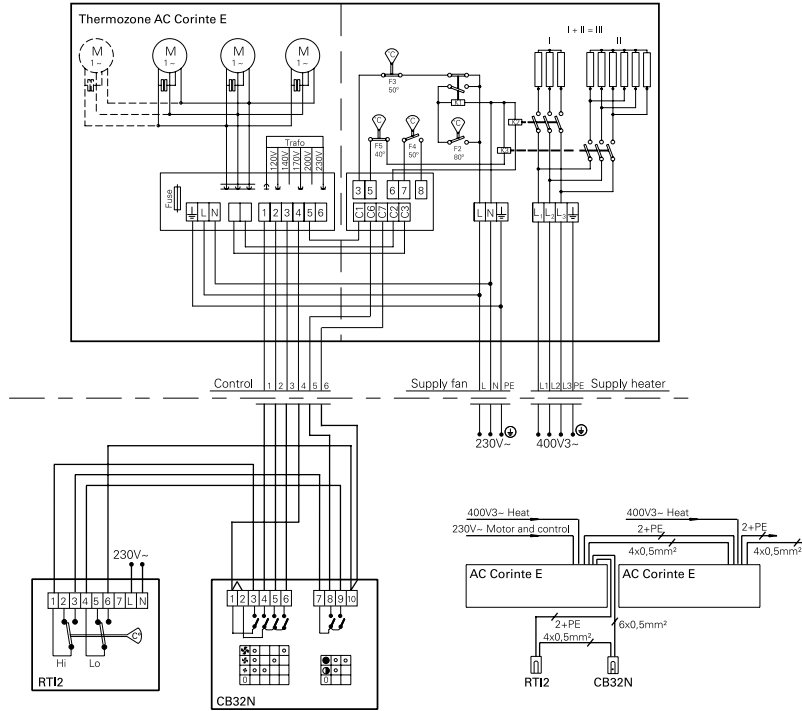 Thermozone AC Corinte E
I + II = III
I II
M 1~ M 1~ M 1~ M 1~
C F3 50°
K1
K2
C F5 40°
C F4 50°
C F2 80°
K3
Trafo
120V 140V 170V 200V 230V
Fuse
3 5 6 7 8
L N 1 2 3 4 5 6
C1 C6 C7 C2 C3
L N
L1 L2 L3
Control 1 2 3 4 5 6
Supply fan L N PE
L1 L2 L3 PE Supply heater
230V~ 400V3~
400V3~ Heat
230V~ Motor and control
400V3~ Heat
2+PE
4x0,5mm²
2+PE
4x0,5mm²
AC Corinte E
AC Corinte E
2+PE
4x0,5mm²
6x0,5mm²
RTI2
CB32N
230V~
1 2 3 4 5 6 7 L N
C°
Hi Lo
RTI2
1 2 3 4 5 6
7 8 9 10
0
0
CB32N